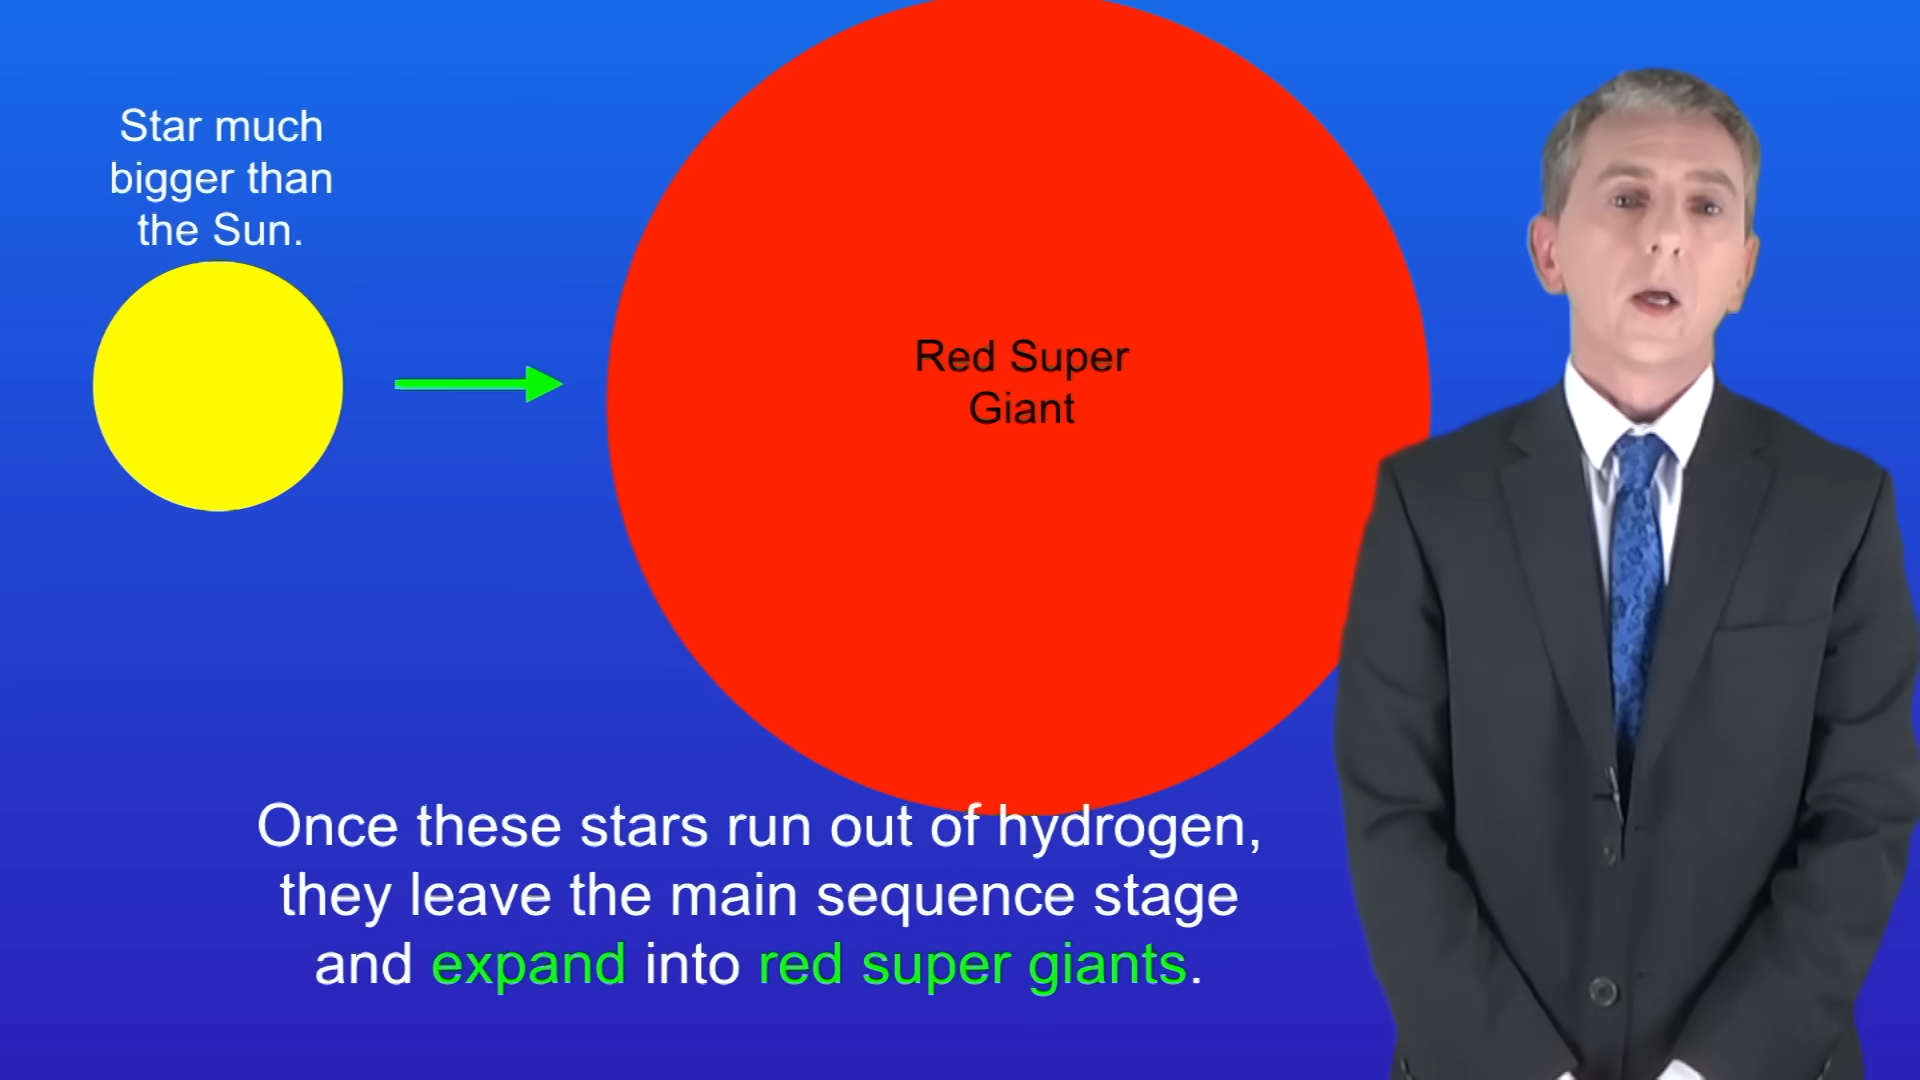 Star much
bigger than
the Sun.
Red Super
Giant
Once these stars run out of hydrogen,
they leave the main sequence stage
and expand into red super giants.